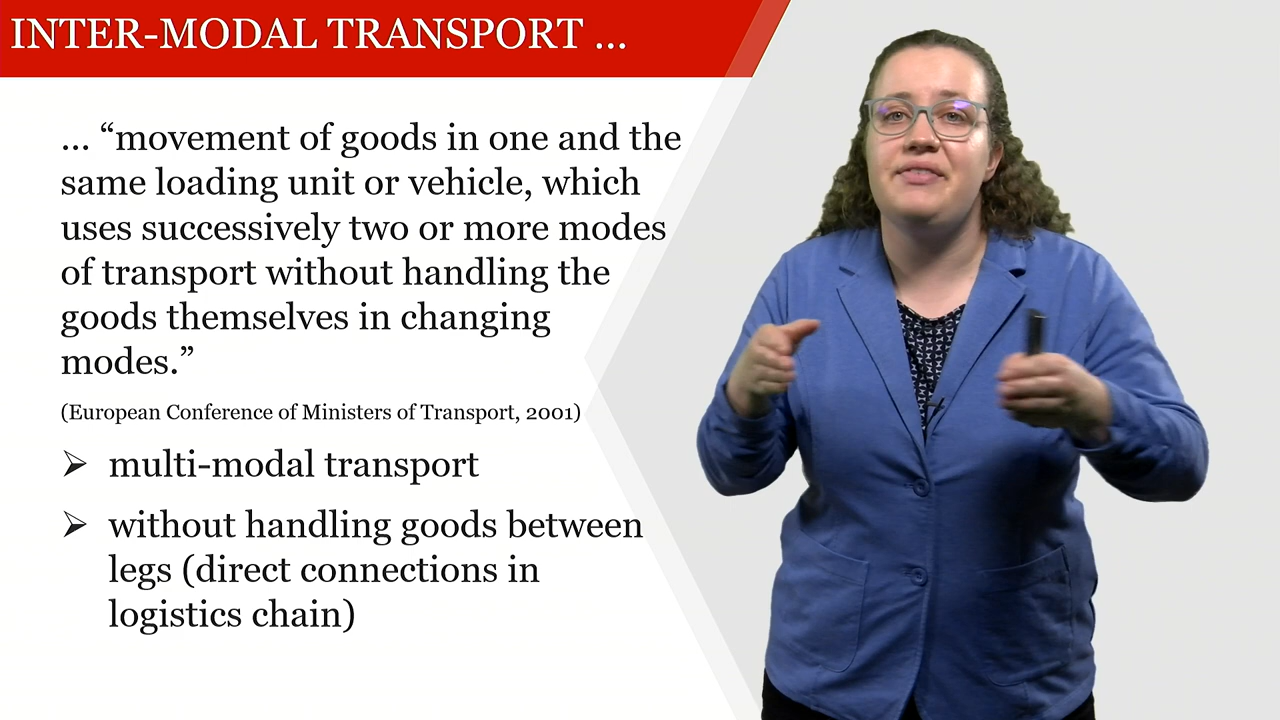 INTER-MODAL TRANSPORT ...
... “movement of goods in one and the
same loading unit or vehicle, which
uses successively two or more modes
of transport without handling the
goods themselves in changing
modes.”
(European Conference of Ministers of Transport, 2001)
➢ multi-modal transport
➢ without handling goods between
legs (direct connections in
logistics chain)